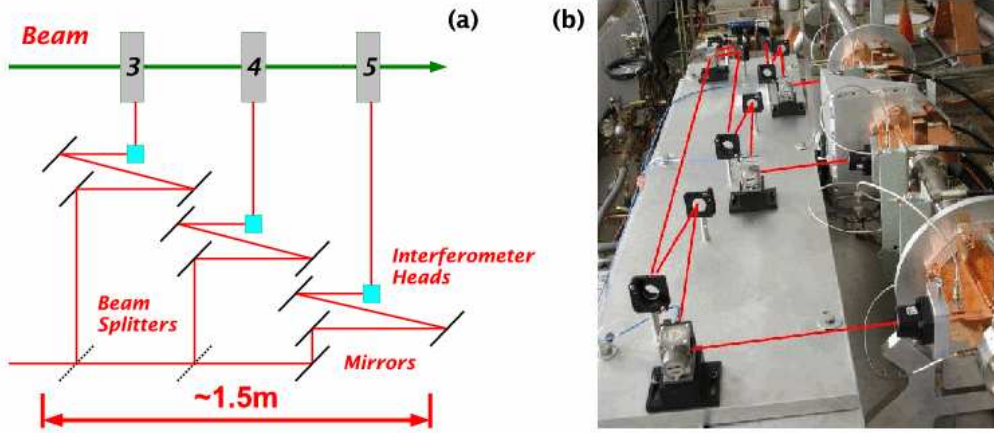 (a)
(b)
Beam
3
4
5
Interferometer
Heads
Beam
Splitters
Mirrors
~1.5m